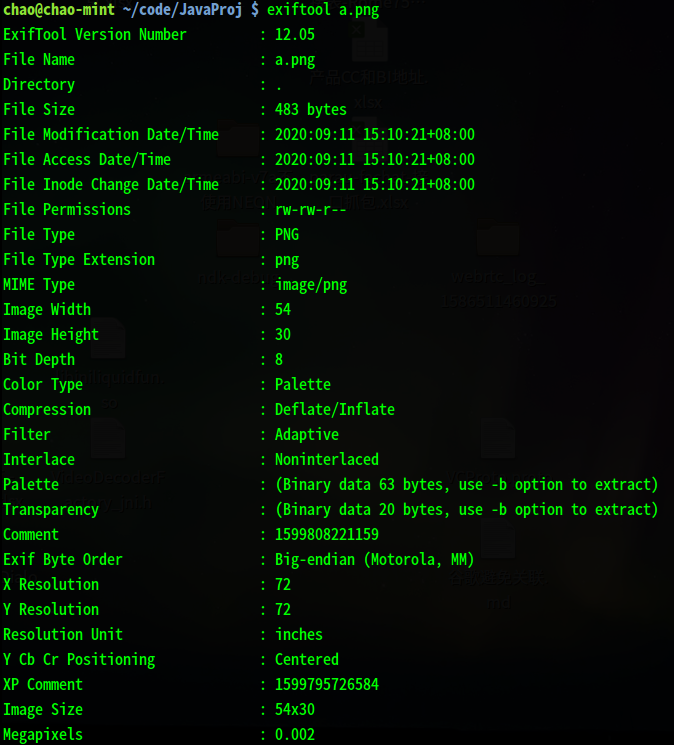 chao@chao-mint ~/code/JavaProj $ exiftool a.png
ExifTool Version Number : 12.05
File Name : a.png
Directory : .
File Size : 483 bytes
File Modification Date/Time : 2020:09:11 15:10:21+08:00
File Access Date/Time : 2020:09:11 15:10:21+08:00
File Inode Change Date/Time : 2020:09:11 15:10:21+08:00
File Permissions : rw-rw-r--
File Type : PNG
File Type Extension : png
MIME Type : image/png
Image Width : 54
Image Height : 30
Bit Depth : 8
Color Type : Palette
Compression : Deflate/Inflate
Filter : Adaptive
Interlace : Noninterlaced
Palette : (Binary data 63 bytes, use -b option to extract)
Transparency : (Binary data 20 bytes, use -b option to extract)
Comment : 1599808221159
Exif Byte Order : Big-endian (Motorola, MM)
X Resolution : 72
Y Resolution : 72
Resolution Unit : inches
Y Cb Cr Positioning : Centered
XP Comment : 1599795726584
Image Size : 54x30
Megapixels : 0.002